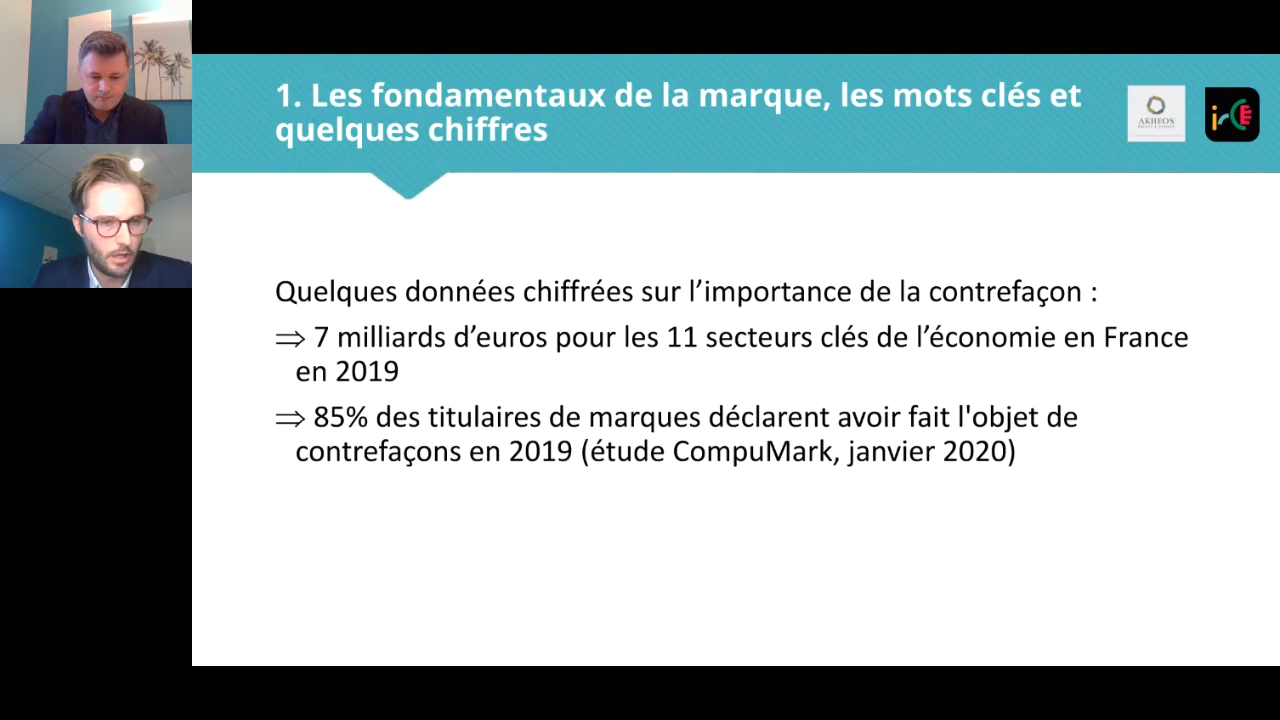 1. Les fondamentaux de la marque, les mots clés et
quelques chiffres
AKHEOS
Quelques données chiffrées sur l’importance de la contrefaçon :
⇒ 7 milliards d’euros pour les 11 secteurs clés de l’économie en France
en 2019
⇒ 85% des titulaires de marques déclarent avoir fait l'objet de
contrefaçons en 2019 (étude CompuMark, janvier 2020)